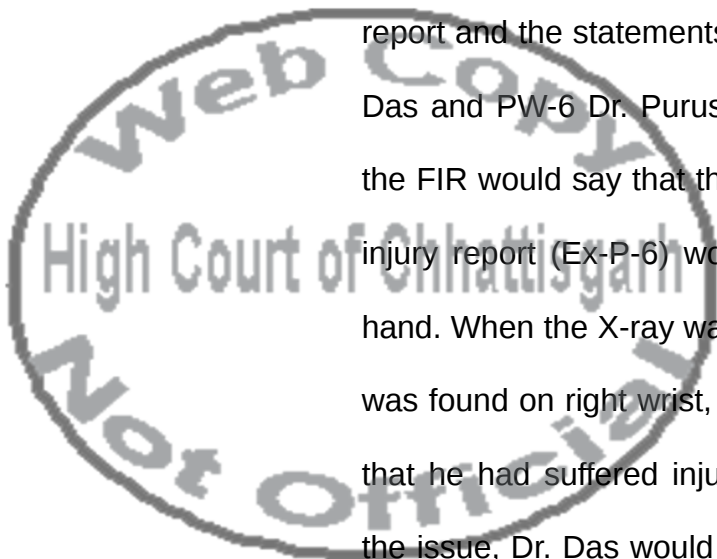 report and the statements
Das and PW-6 Dr. Purus
the FIR would say that th
injury report (Ex-P-6) wo
hand. When the X-ray wa
was found on right wrist,
that he had suffered inju
the issue, Dr. Das would
Web Copy
High Court of Chhattisgarh
Not Official